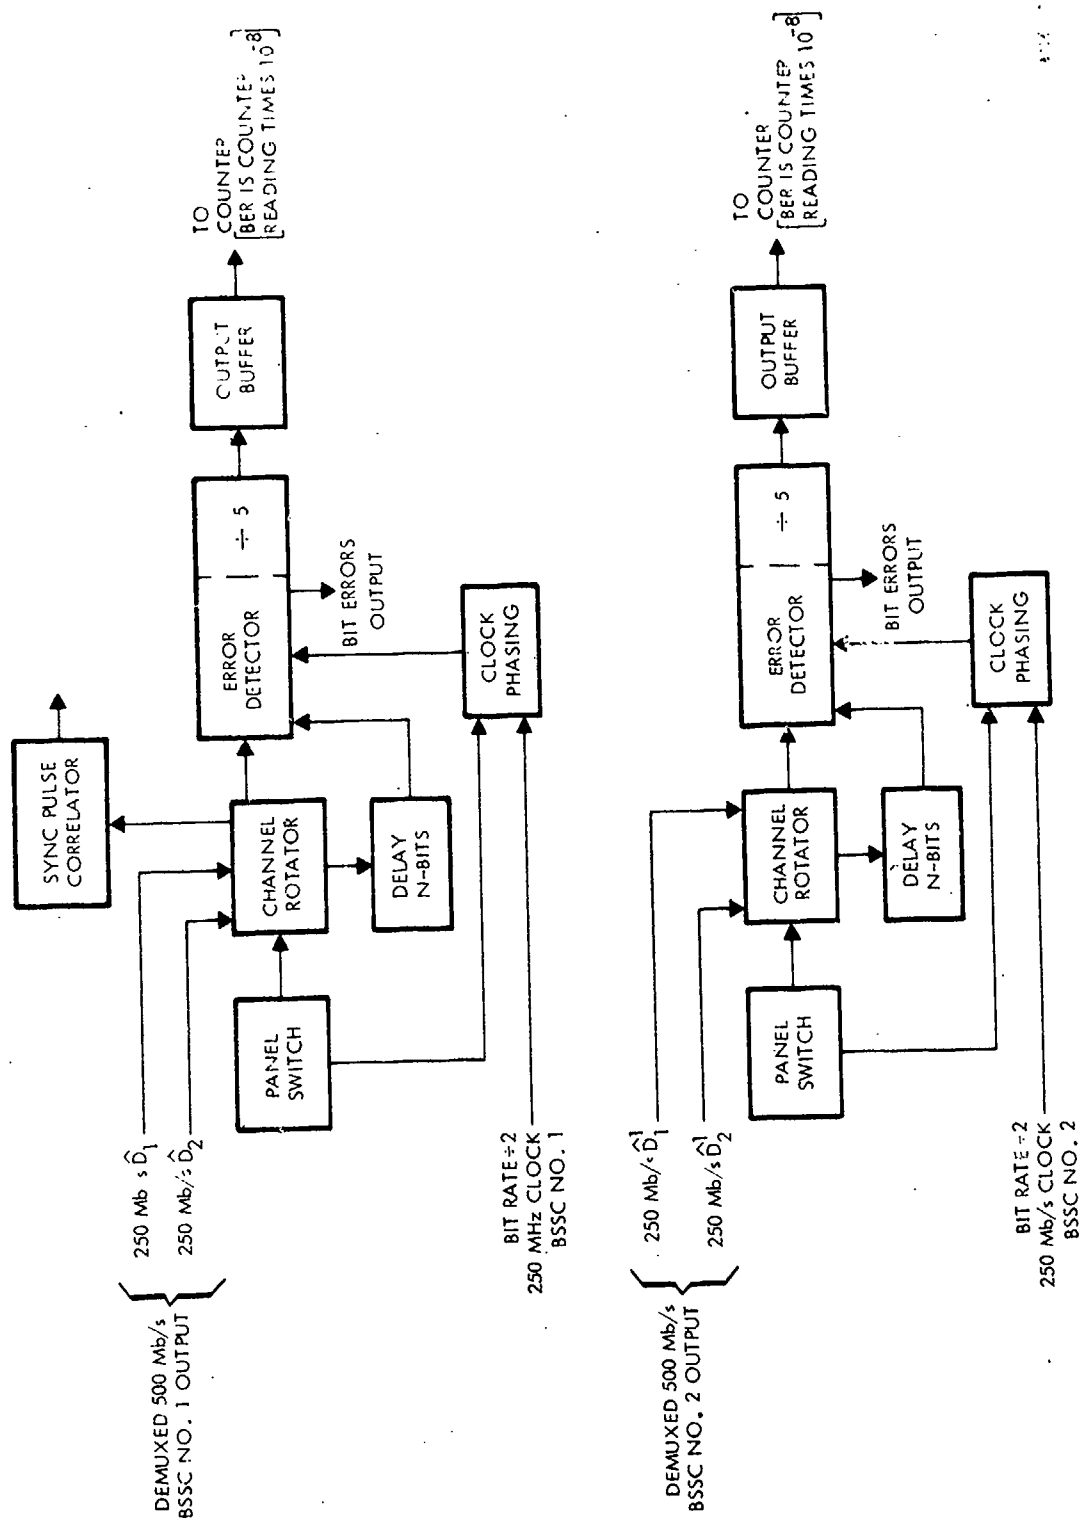 SYNC PULSE
CORRELATOR
DEMUXED 500 Mb/s
BSSC NO. 1 OUTPUT
250 Mb s D̂₁
250 Mb/s D̂₂
PANEL
SWITCH
CHANNEL
ROTATOR
DELAY
N-BITS
ERROR
DETECTOR
÷ 5
BIT ERRORS
OUTPUT
CLOCK
PHASING
OUTPUT
BUFFER
TO
COUNTER
[BER IS COUNTER
READING TIMES 10⁻⁸]
BIT RATE÷2
250 MHz CLOCK
BSSC NO. 1
DEMUXED 500 Mb/s
BSSC NO. 2 OUTPUT
250 Mb/s D̂₁¹
250 Mb/s D̂₂¹
PANEL
SWITCH
CHANNEL
ROTATOR
DELAY
N-BITS
ERROR
DETECTOR
÷ 5
BIT ERRORS
OUTPUT
CLOCK
PHASING
OUTPUT
BUFFER
TO
COUNTER
[BER IS COUNTER
READING TIMES 10⁻⁸]
BIT RATE÷2
250 Mb/s CLOCK
BSSC NO. 2